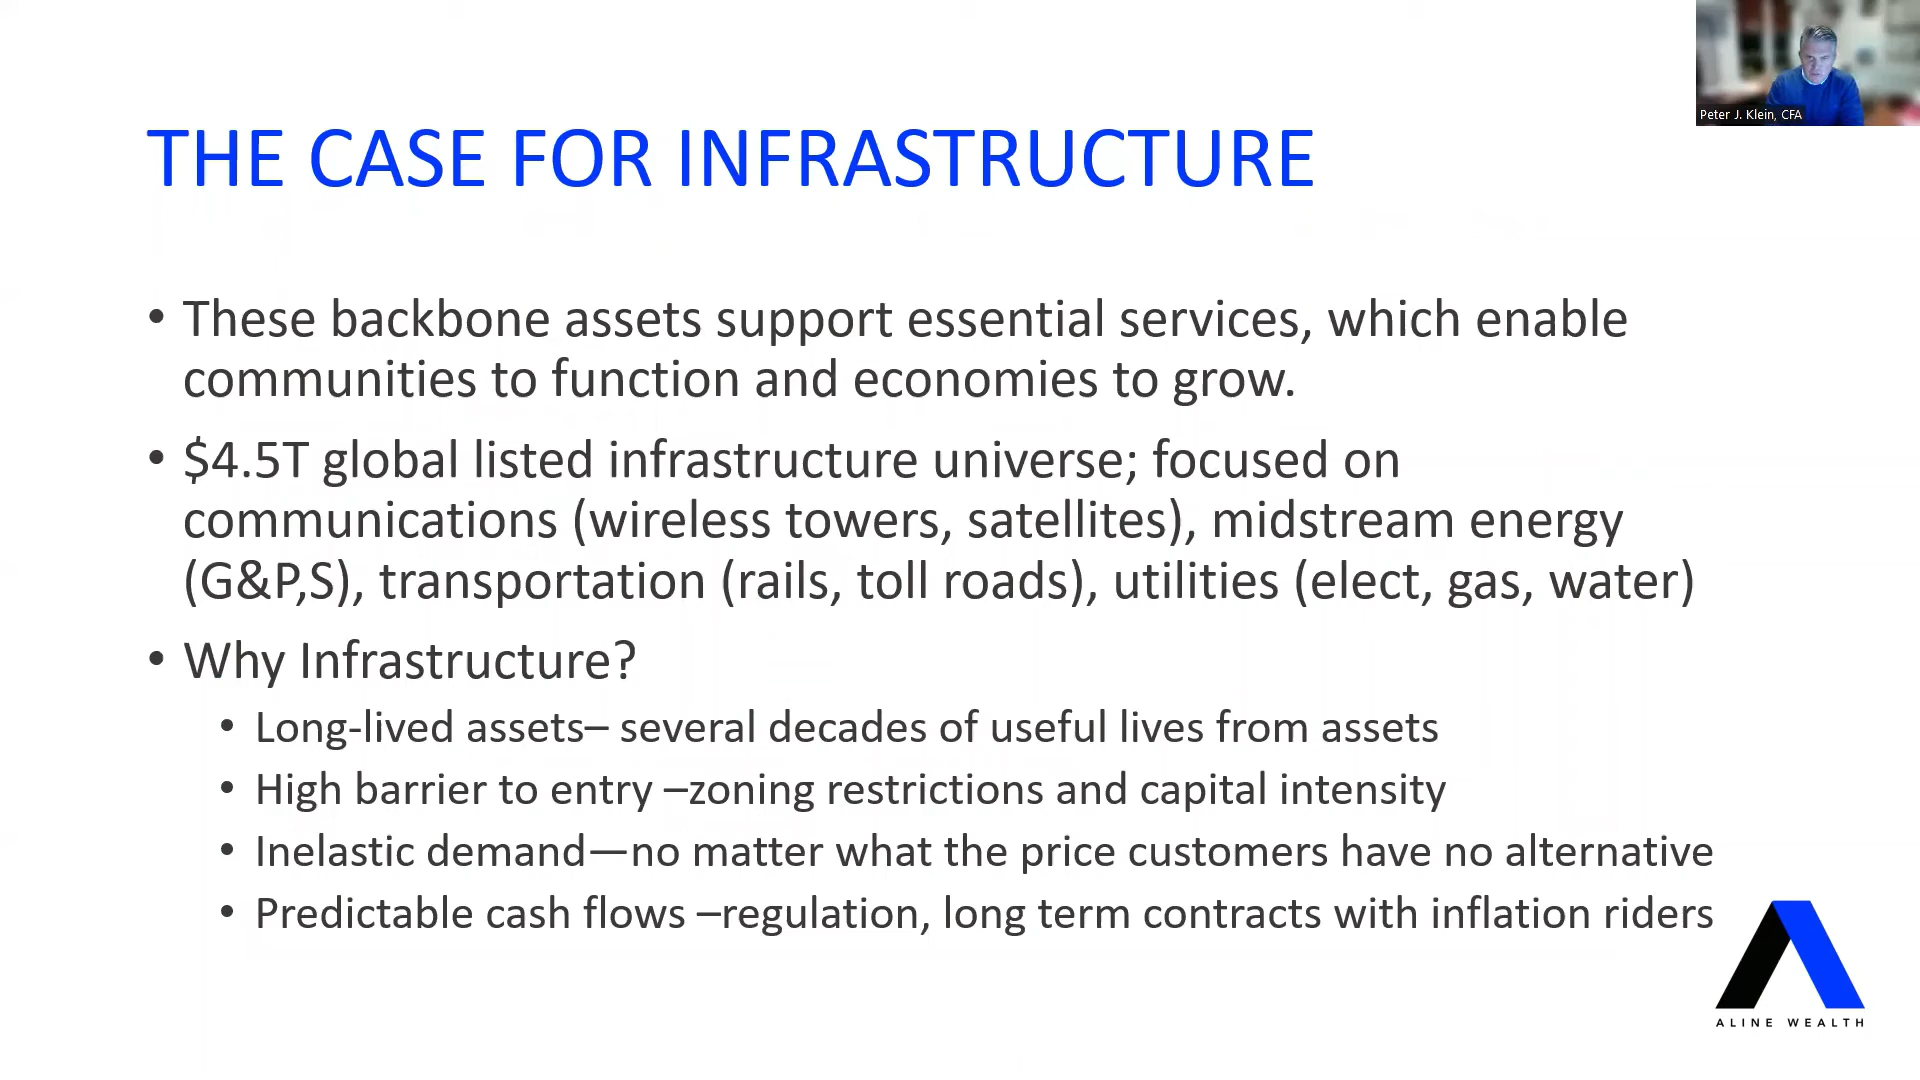 Peter J. Klein, CFA
THE CASE FOR INFRASTRUCTURE
• These backbone assets support essential services, which enable
communities to function and economies to grow.
• $4.5T global listed infrastructure universe; focused on
communications (wireless towers, satellites), midstream energy
(G&P,S), transportation (rails, toll roads), utilities (elect, gas, water)
• Why Infrastructure?
• Long-lived assets– several decades of useful lives from assets
• High barrier to entry –zoning restrictions and capital intensity
• Inelastic demand—no matter what the price customers have no alternative
• Predictable cash flows –regulation, long term contracts with inflation riders
ALINE WEALTH